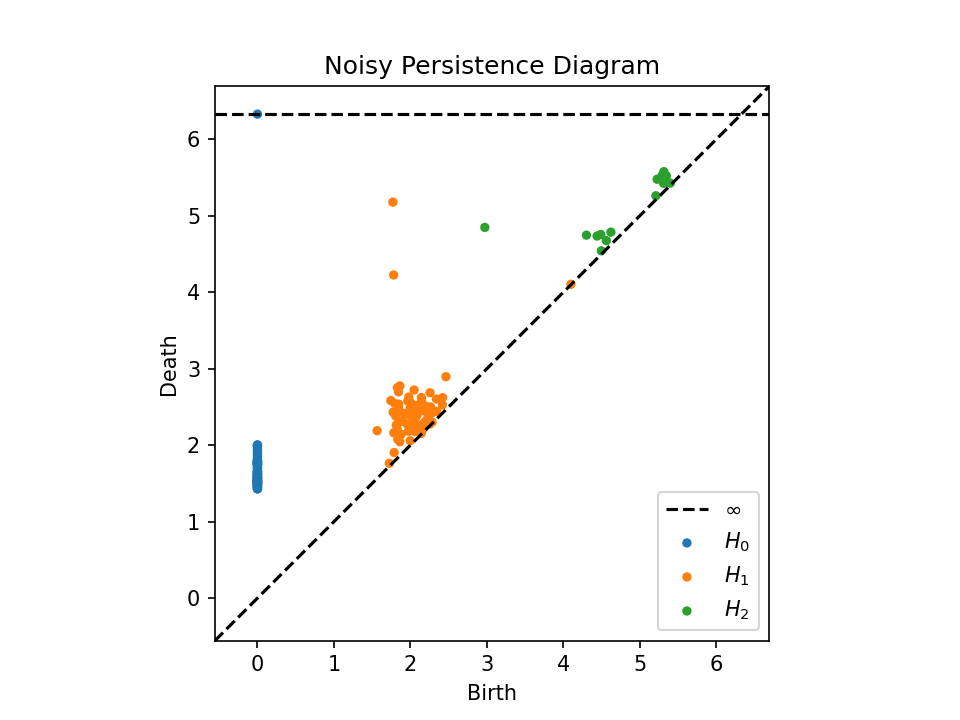 Noisy Persistence Diagram
Death
6
5
4
3
2
1
0
0 1 2 3 4 5 6
Birth
∞
H₀
H₁
H₂